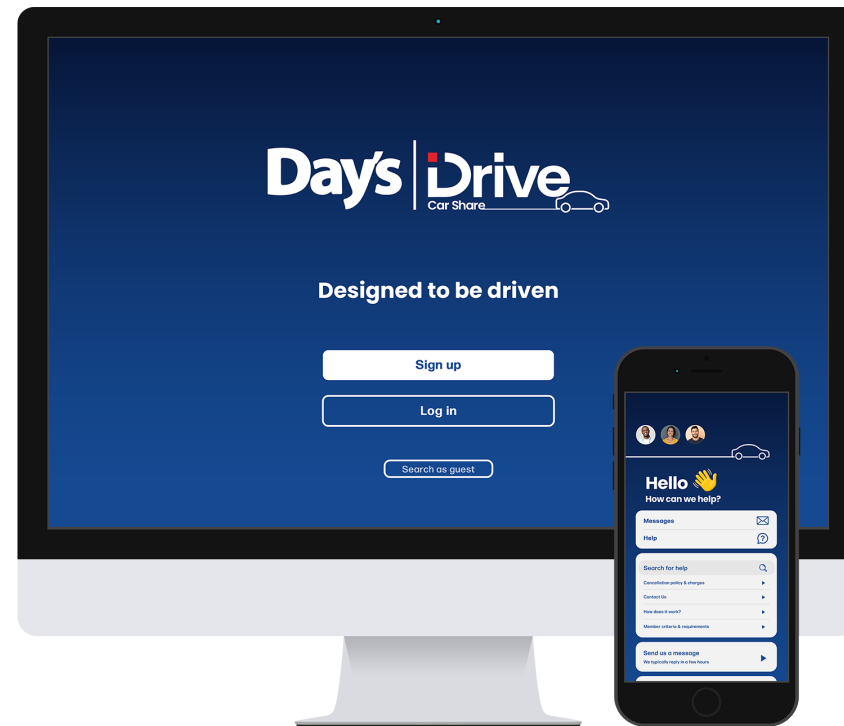 Day's
Drive
Car Share
Designed to be driven
Sign up
Log in
Search as guest
Hello 👋
How can we help?
Messages
Help
Search for help
Cancellation policy & charges
Contact Us
How does it work?
Member criteria & requirements
Send us a message
We typically reply in a few hours